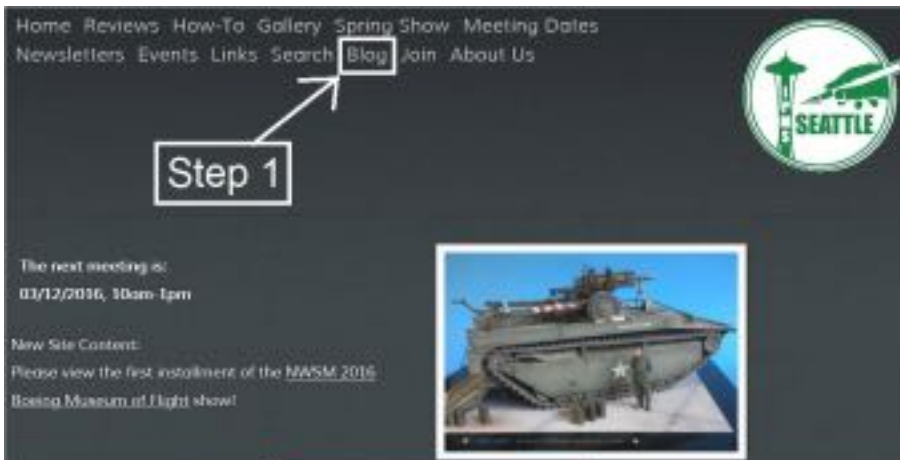 Home Reviews How-To Gallery Spring Show Meeting Dates
Newsletters Events Links Search Blog Join About Us
SEATTLE
Step 1
The next meeting is:
03/12/2016, 10am-1pm
New Site Content:
Please view the first installment of the NWSM 2016
Boeing Museum of Flight show!